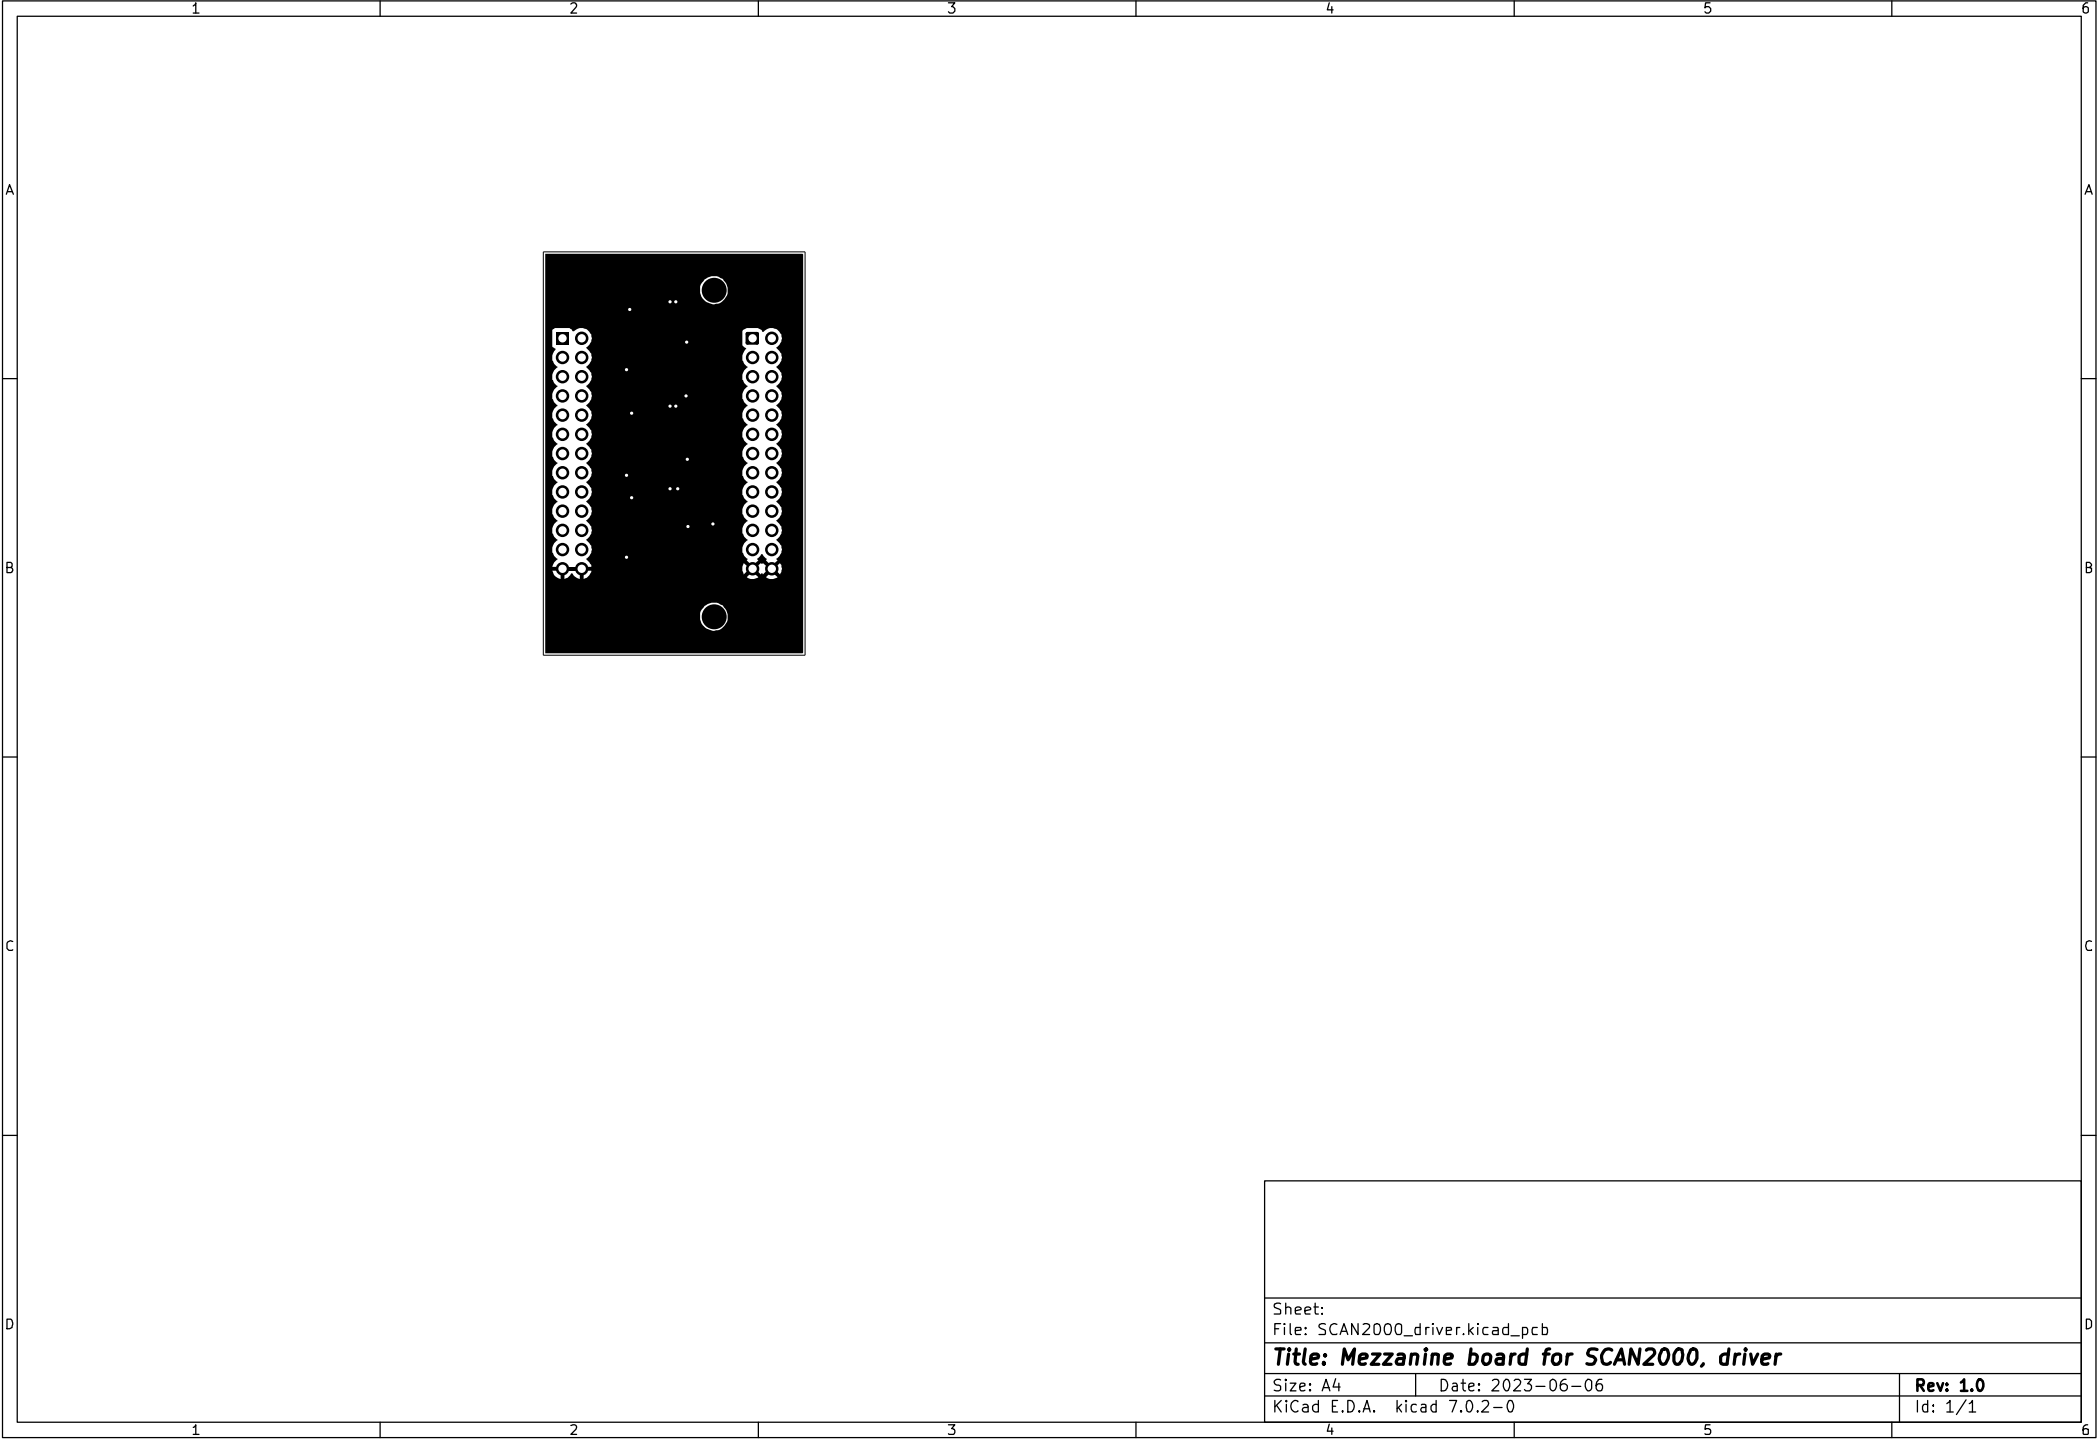 1 2 3 4 5 6
A A
B B
C C
D D
Sheet:
File: SCAN2000_driver.kicad_pcb
Title: Mezzanine board for SCAN2000, driver
Size: A4 Date: 2023-06-06 Rev: 1.0
KiCad E.D.A. kicad 7.0.2-0 Id: 1/1
1 2 3 4 5 6